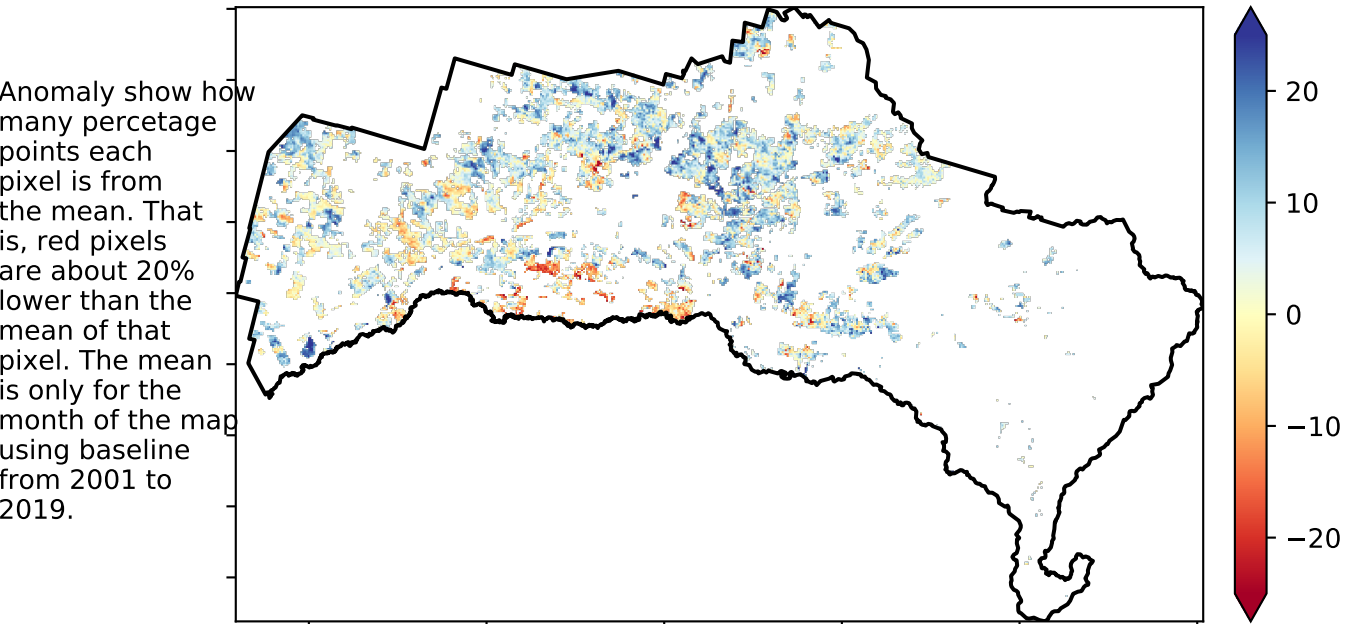 Anomaly show how
many percetage
points each
pixel is from
the mean. That
is, red pixels
are about 20%
lower than the
mean of that
pixel. The mean
is only for the
month of the map
using baseline
from 2001 to
2019.
20
10
0
−10
−20